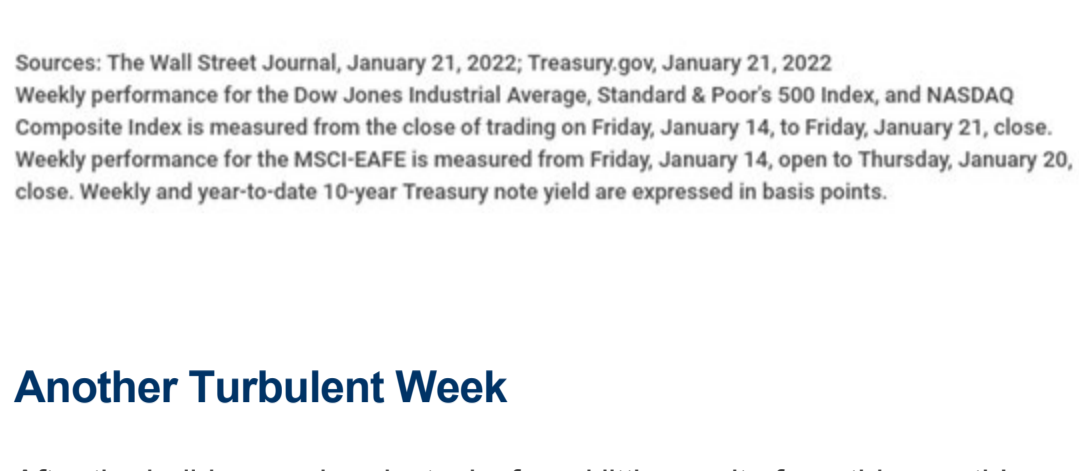 Sources: The Wall Street Journal, January 21, 2022; Treasury.gov, January 21, 2022
Weekly performance for the Dow Jones Industrial Average, Standard & Poor's 500 Index, and NASDAQ
Composite Index is measured from the close of trading on Friday, January 14, to Friday, January 21, close.
Weekly performance for the MSCI-EAFE is measured from Friday, January 14, open to Thursday, January 20,
close. Weekly and year-to-date 10-year Treasury note yield are expressed in basis points.
Another Turbulent Week